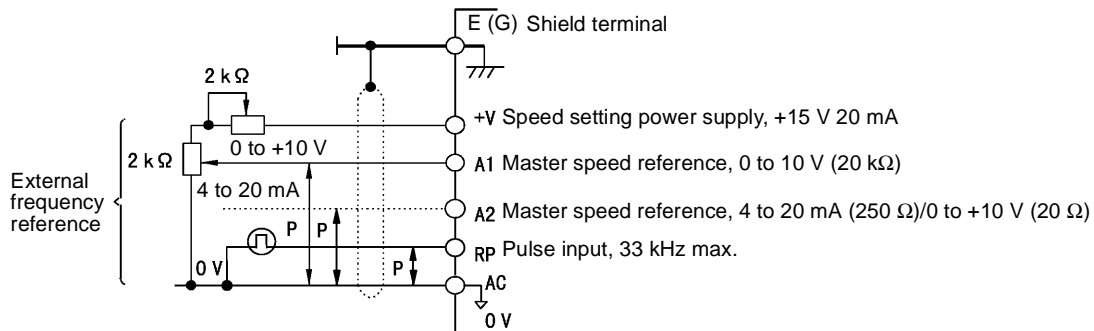 E (G) Shield terminal
2 kΩ
+V Speed setting power supply, +15 V 20 mA
0 to +10 V
2 kΩ
A1 Master speed reference, 0 to 10 V (20 kΩ)
4 to 20 mA
External
frequency
reference
A2 Master speed reference, 4 to 20 mA (250 Ω)/0 to +10 V (20 Ω)
P P
RP Pulse input, 33 kHz max.
0 V
P
AC
0 V